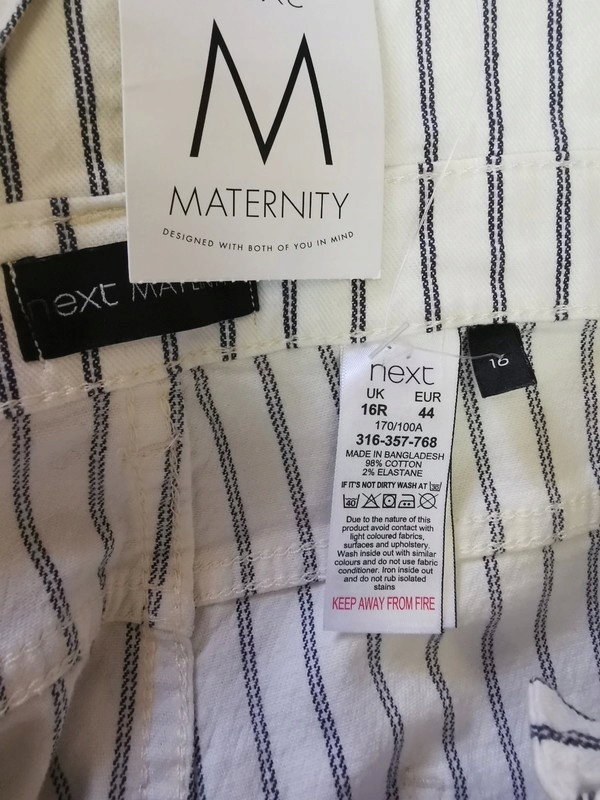 M
MATERNITY
DESIGNED WITH BOTH OF YOU IN MIND
next MATERNITY
16
next
UK EUR
16R 44
170/100A
316-357-768
MADE IN BANGLADESH
98% COTTON
2% ELASTANE
IF IT'S NOT DIRTY WASH AT 30
40
Due to the nature of this
product avoid contact with
light coloured fabrics,
surfaces and upholstery.
Wash inside out with similar
colours and do not use fabric
conditioner. Iron inside out
and do not rub isolated
stains
KEEP AWAY FROM FIRE